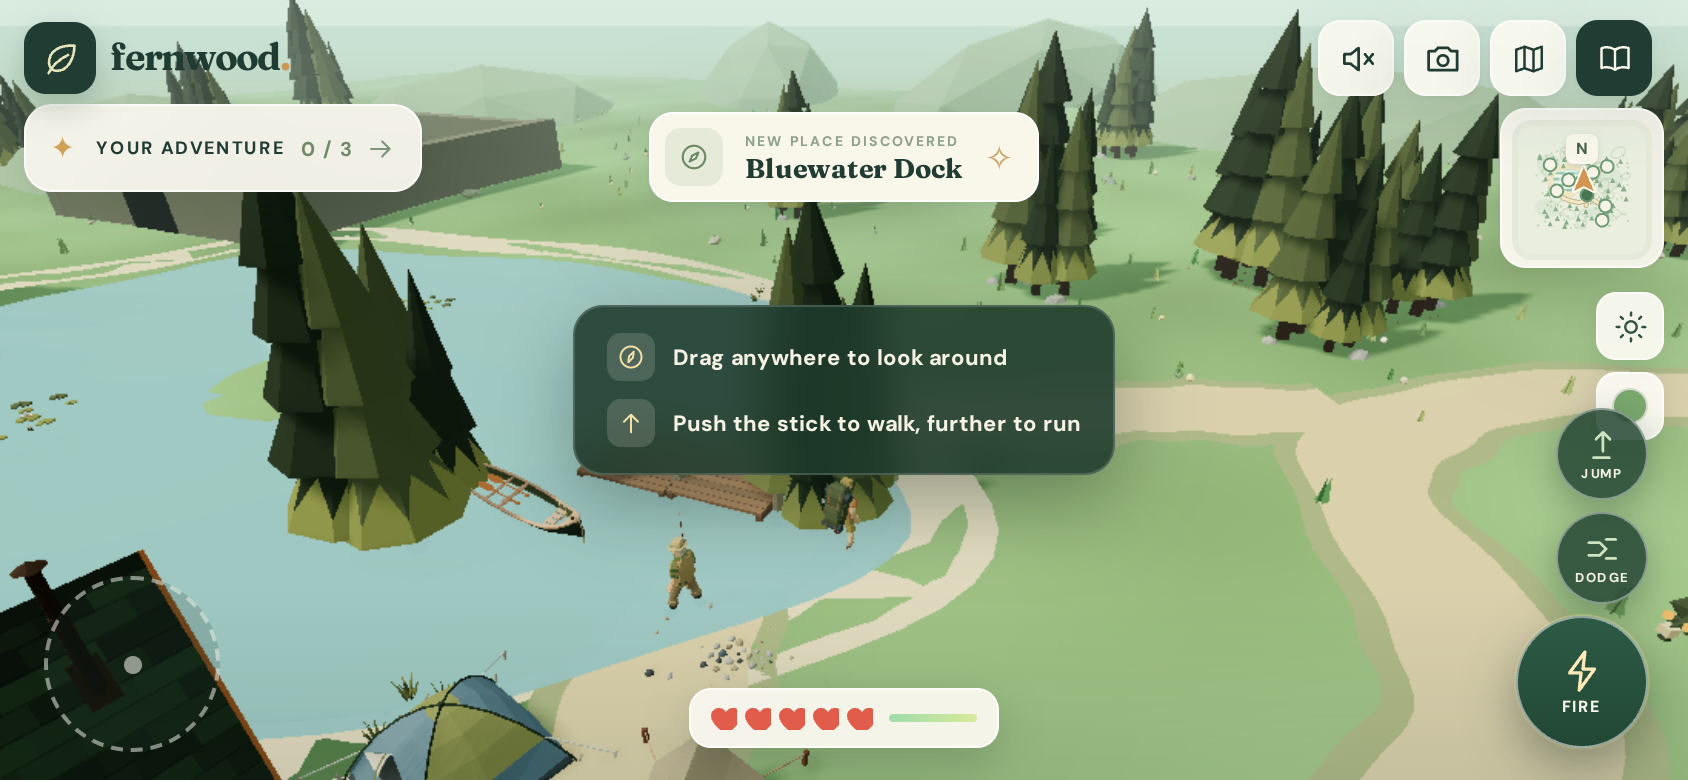 fernwood.
YOUR ADVENTURE 0 / 3
NEW PLACE DISCOVERED
Bluewater Dock
N
Drag anywhere to look around
Push the stick to walk, further to run
JUMP
DODGE
FIRE